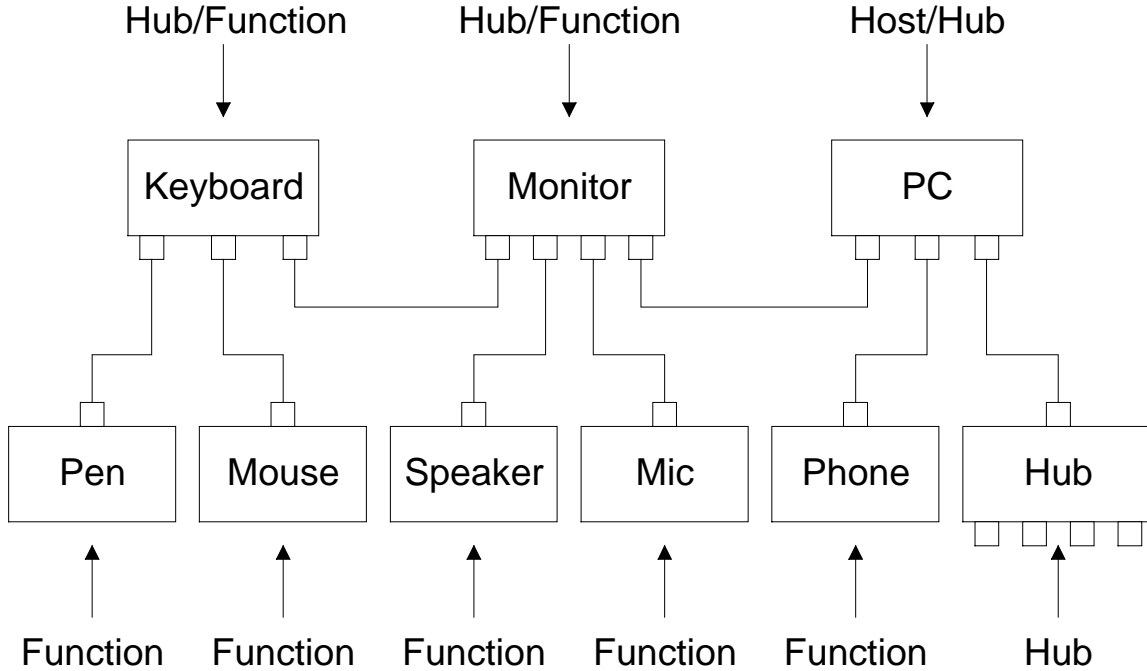 Hub/Function Hub/Function Host/Hub
Keyboard Monitor PC
Pen Mouse Speaker Mic Phone Hub
Function Function Function Function Function Hub